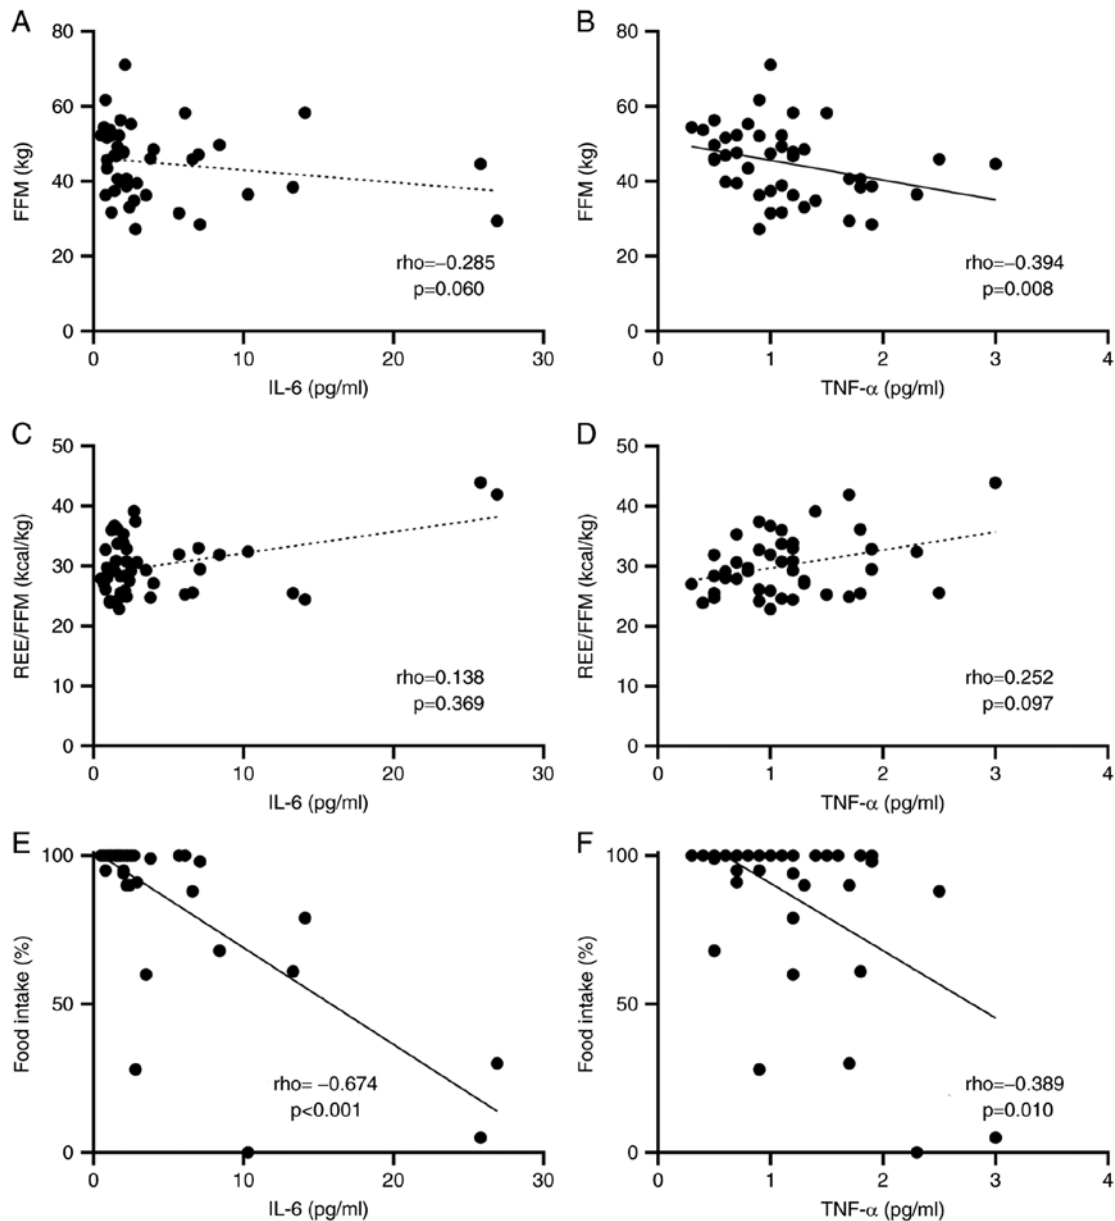 A
80
60
40
20
0
FFM (kg)
0 10 20 30
IL-6 (pg/ml)
rho=−0.285
p=0.060
B
80
60
40
20
0
FFM (kg)
0 1 2 3 4
TNF-α (pg/ml)
rho=−0.394
p=0.008
C
50
40
30
20
10
0
REE/FFM (kcal/kg)
0 10 20 30
IL-6 (pg/ml)
rho=0.138
p=0.369
D
50
40
30
20
10
0
REE/FFM (kcal/kg)
0 1 2 3 4
TNF-α (pg/ml)
rho=0.252
p=0.097
E
100
50
0
Food intake (%)
0 10 20 30
IL-6 (pg/ml)
rho= −0.674
p<0.001
F
100
50
0
Food intake (%)
0 1 2 3 4
TNF-α (pg/ml)
rho=−0.389
p=0.010